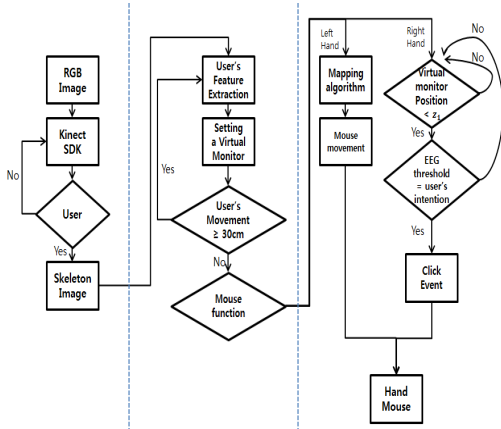 RGB
Image
Kinect
SDK
No
User
Yes
Skeleton
Image
User's
Feature
Extraction
Setting
a Virtual
Monitor
Yes
User's
Movement
≥ 30cm
No
Mouse
function
Left
Hand
Mapping
algorithm
Mouse
movement
Right
Hand
No
No
Virtual
monitor
Position
< z₁
Yes
EEG
threshold
= user's
intention
Yes
Click
Event
Hand
Mouse